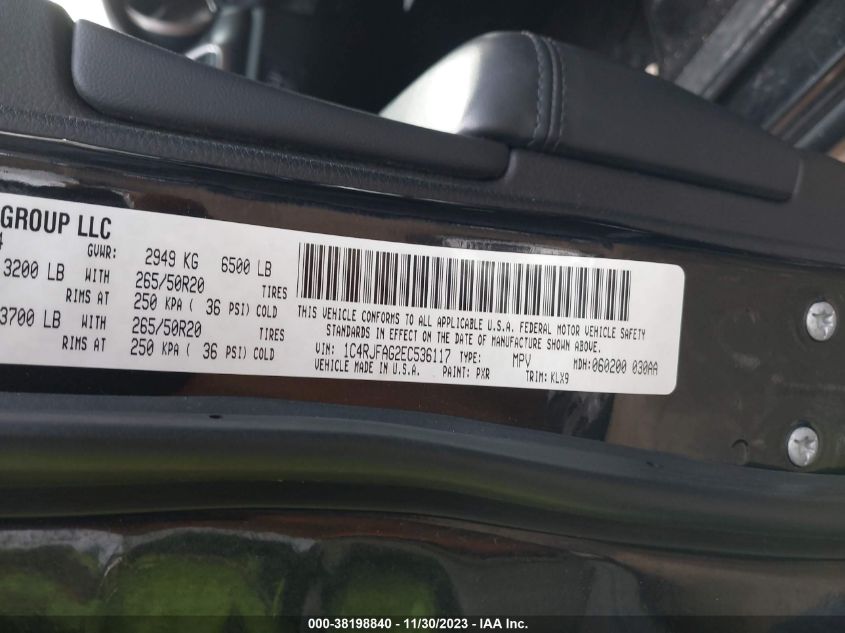 GROUP LLC
GVWR: 2949 KG 6500 LB
3200 LB WITH 265/50R20 TIRES
RIMS AT 250 KPA ( 36 PSI) COLD
3700 LB WITH 265/50R20 TIRES
RIMS AT 250 KPA ( 36 PSI) COLD
THIS VEHICLE CONFORMS TO ALL APPLICABLE U.S.A. FEDERAL MOTOR VEHICLE SAFETY
STANDARDS IN EFFECT ON THE DATE OF MANUFACTURE SHOWN ABOVE.
VIN: 1C4RJFAG2EC536117 TYPE: MPV MDH: 060200 030AA
VEHICLE MADE IN U.S.A. PAINT: PXR TRIM: KLX9
000-38198840 - 11/30/2023 - IAA Inc.